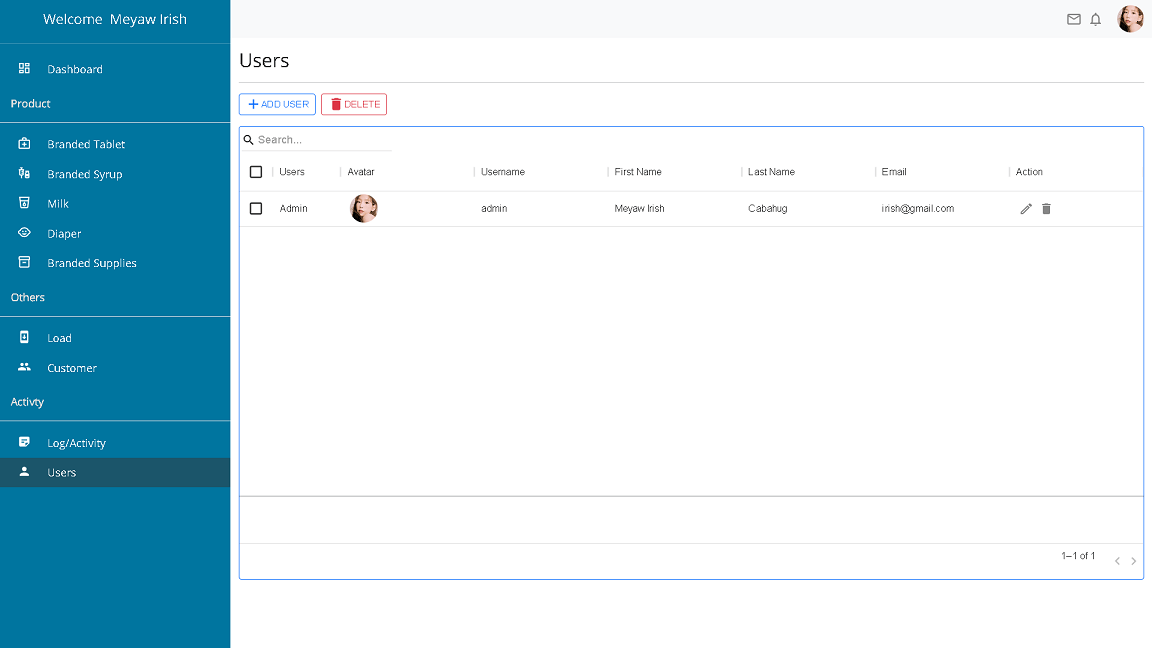 Welcome Meyaw Irish
Dashboard
Product
Branded Tablet
Branded Syrup
Milk
Diaper
Branded Supplies
Others
Load
Customer
Activty
Log/Activity
Users
Users
ADD USER DELETE
Search...
Users Avatar Username First Name Last Name Email Action
Admin admin Meyaw Irish Cabahug irish@gmail.com
1–1 of 1